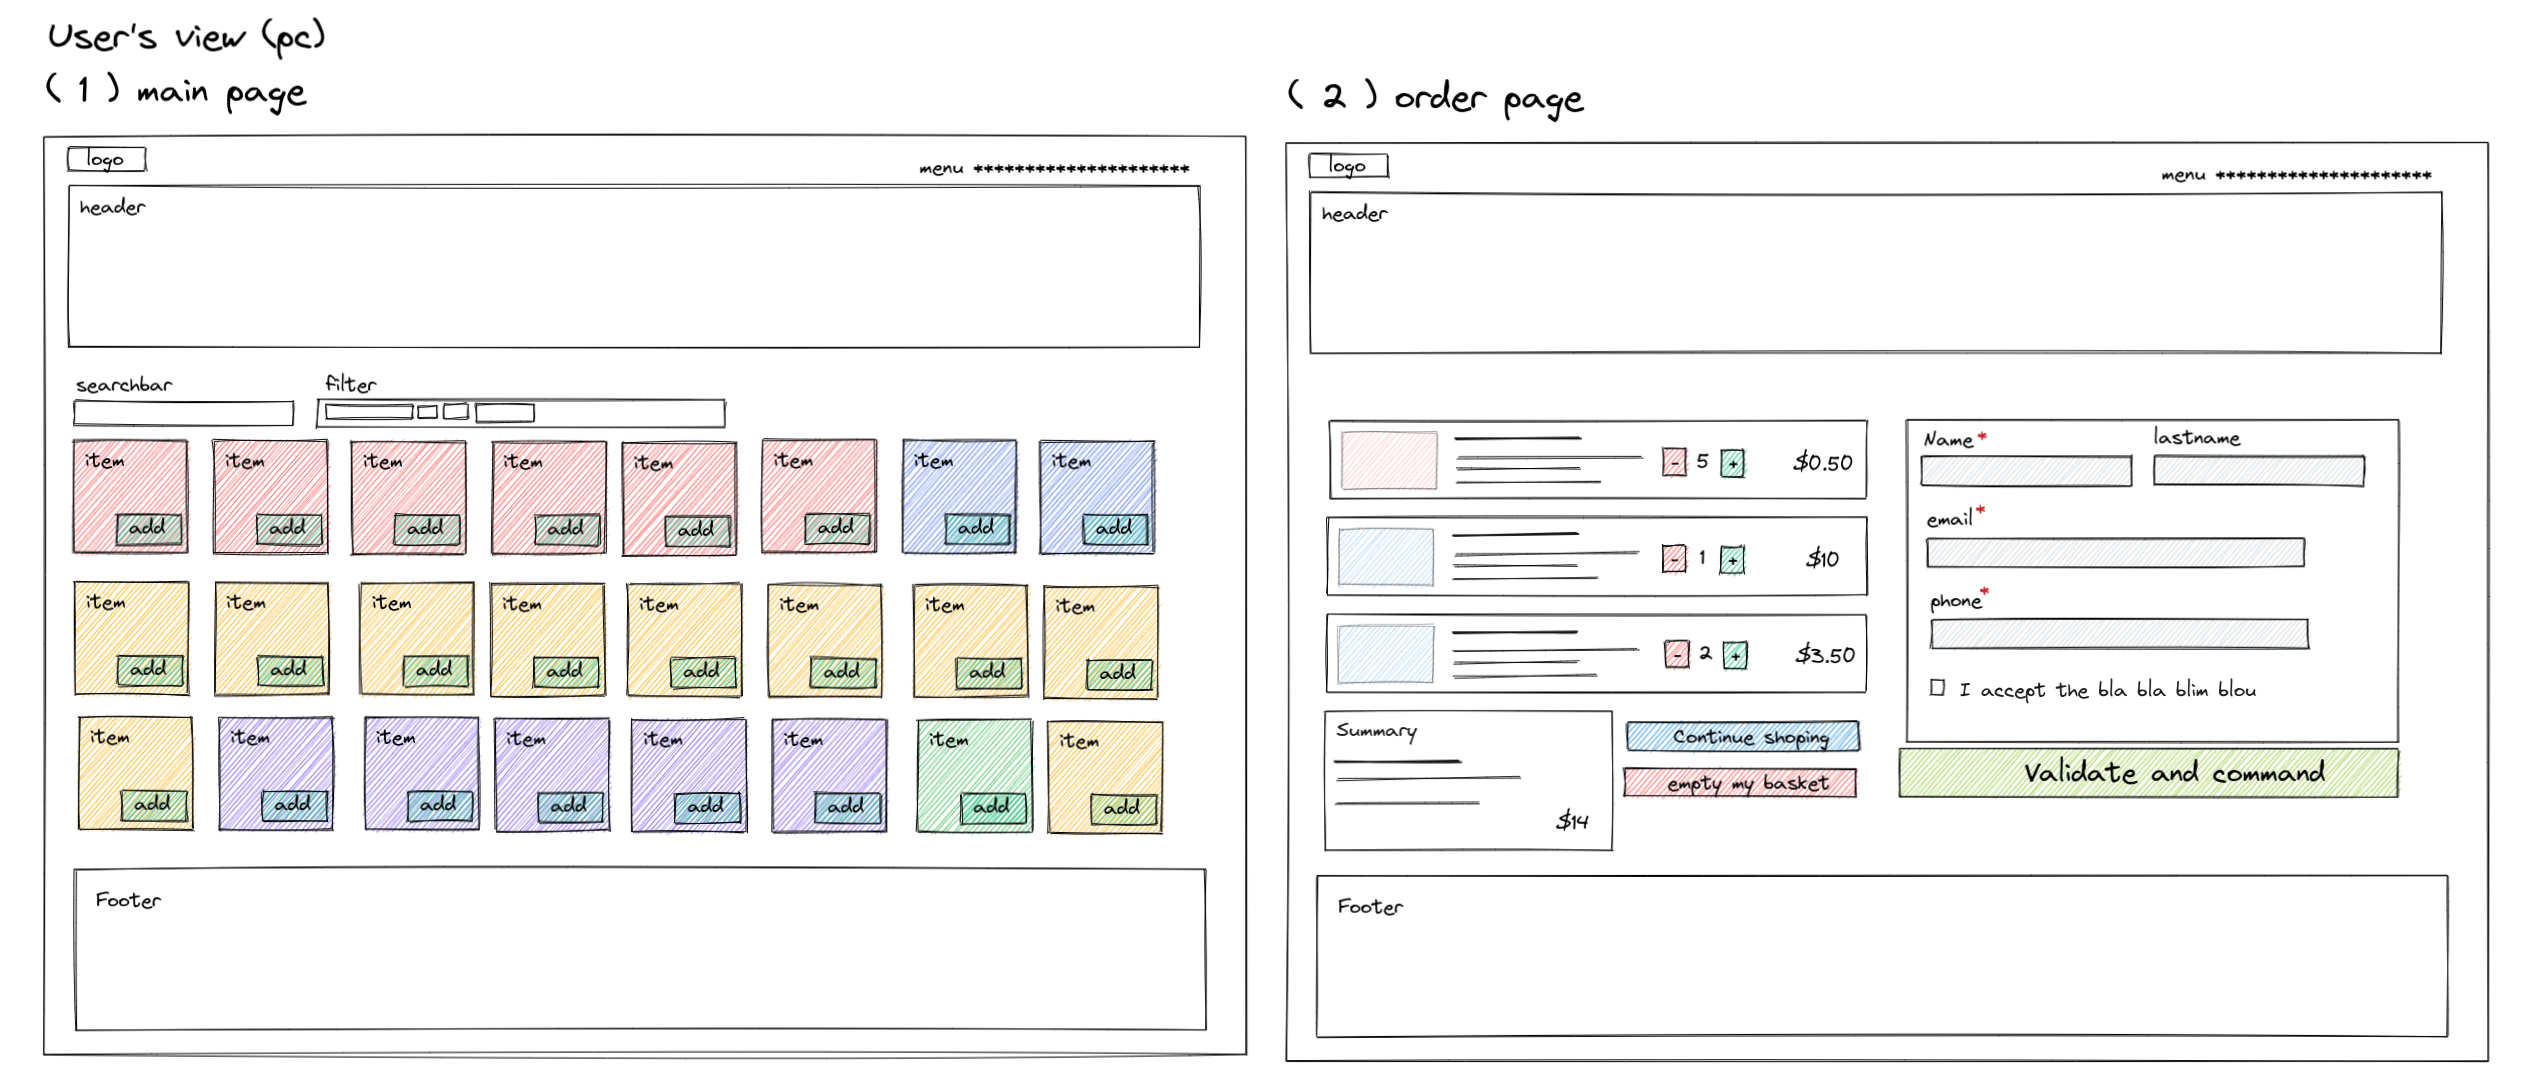 User's view (pc)
( 1 ) main page
logo
menu *********************
header
searchbar
filter
item item item item item item item item
add add add add add add add add
item item item item item item item item
add add add add add add add add
item item item item item item item item
add add add add add add add add
Footer
( 2 ) order page
logo
menu *********************
header
- 5 + $0.50
- 1 + $10
- 2 + $3.50
Summary
$14
Continue shoping
empty my basket
Name* lastname
email*
phone*
I accept the bla bla blim blou
Validate and command
Footer